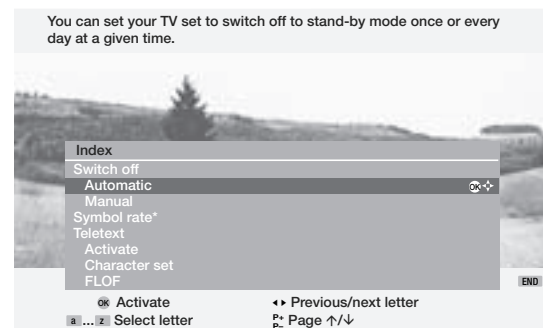 You can set your TV set to switch off to stand-by mode once or every
day at a given time.
Index
Switch off
Automatic OK
Manual
Symbol rate*
Teletext
Activate
Character set
FLOF
END
OK Activate ◂ ▸ Previous/next letter
a ... z Select letter P+ P− Page ↑/↓